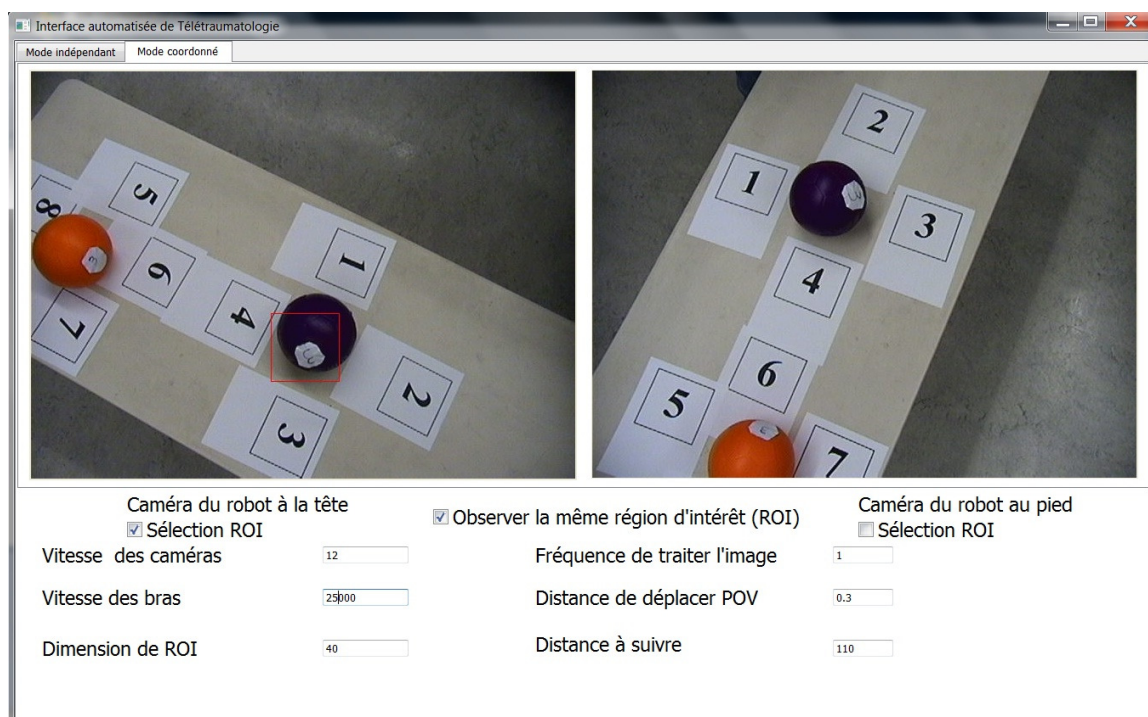 Interface automatisée de Télétraumatologie
Mode indépendant Mode coordonné
5
8
1
6
4
7
2
3
2
1
3
4
6
5
7
Caméra du robot à la tête
Sélection ROI
Observer la même région d'intérêt (ROI)
Caméra du robot au pied
Sélection ROI
Vitesse des caméras 12 Fréquence de traiter l'image 1
Vitesse des bras 25000 Distance de déplacer POV 0.3
Dimension de ROI 40 Distance à suivre 110